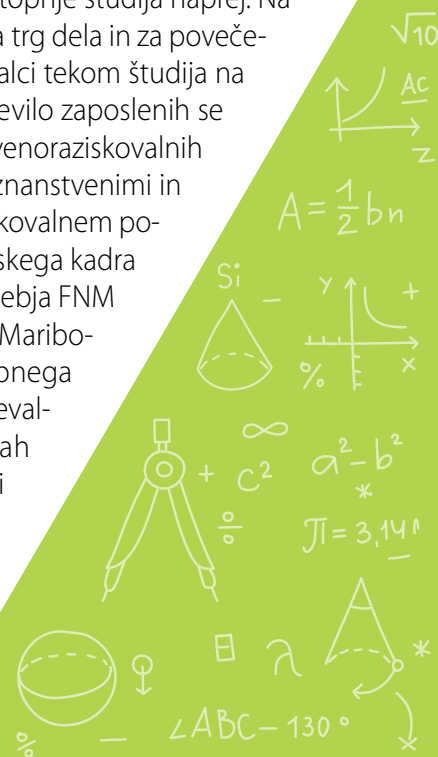 stopnje študija naprej. Na
a trg dela in za poveče-
alci tekom študija na
evilo zaposlenih se
venoraziskovalnih
znanstvenimi in
kovalnem po-
skega kadra
ebja FNM
Maribo-
bnega
eval-
ah
i
√10
Ac
z
A = 1/2 bn
Si
—
y
+
%
x
∞
+ c²
a² – b²
*
÷
π = 3,141
—
λ
*
∠ABC – 130°
%
—
x